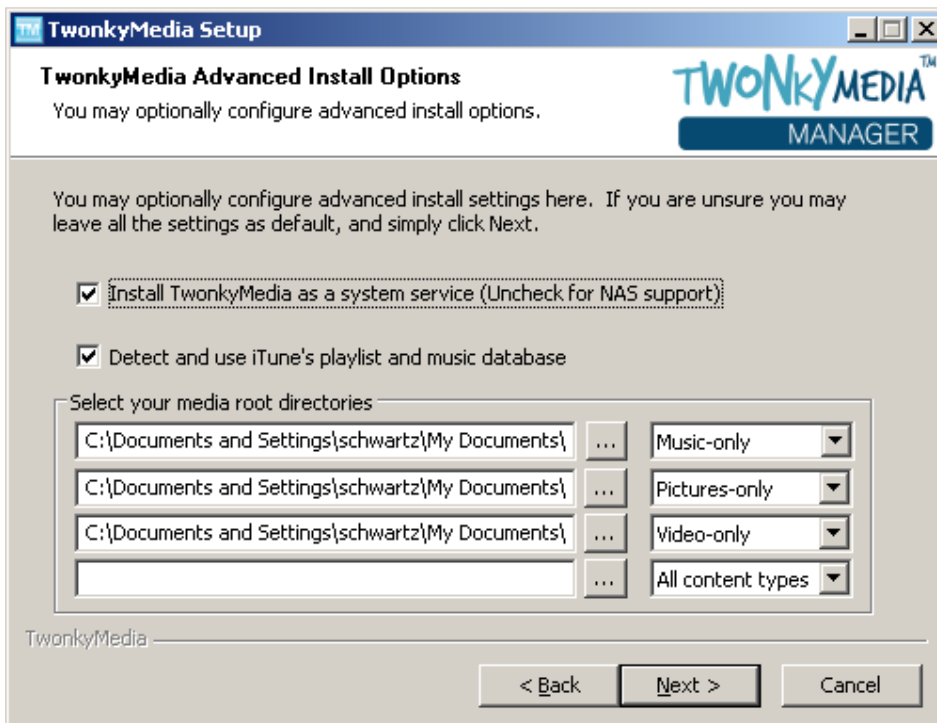 TM TwonkyMedia Setup
TwonkyMedia Advanced Install Options
You may optionally configure advanced install options.
TWONKYMEDIA™
MANAGER
You may optionally configure advanced install settings here. If you are unsure you may
leave all the settings as default, and simply click Next.
Install TwonkyMedia as a system service (Uncheck for NAS support)
Detect and use iTune's playlist and music database
Select your media root directories
C:\Documents and Settings\schwartz\My Documents\ ... Music-only
C:\Documents and Settings\schwartz\My Documents\ ... Pictures-only
C:\Documents and Settings\schwartz\My Documents\ ... Video-only
... All content types
TwonkyMedia
< Back Next > Cancel